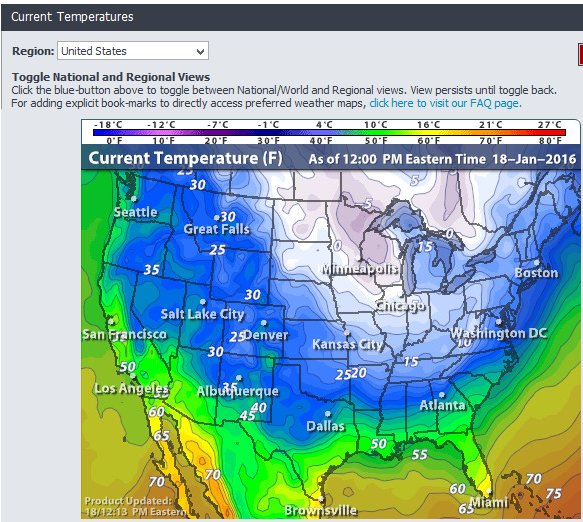 Current Temperatures
Region: United States
Toggle National and Regional Views
Click the blue-button above to toggle between National/World and Regional views. View persists until toggle back.
For adding explicit book-marks to directly access preferred weather maps, click here to visit our FAQ page.
-18°C -12°C -7°C -1°C 4°C 10°C 16°C 21°C 27°C
0°F 10°F 20°F 30°F 40°F 50°F 60°F 70°F 80°F
Current Temperature (F) As of 12:00 PM Eastern Time 18-Jan-2016
25
30 5
Seattle 30 -5
Great Falls 0
25 0 15
35 Minneapolis Boston
30 Chicago
Salt Lake City
San Francisco 25 Denver Kansas City Washington DC
30 10
50 15
Los Angeles Albuquerque 25 20
55 35
60 40 Atlanta
45 Dallas
65 50
55
70 70 60 70
75
Product Updated: Miami
18/12:13 PM Eastern Brownsville 65